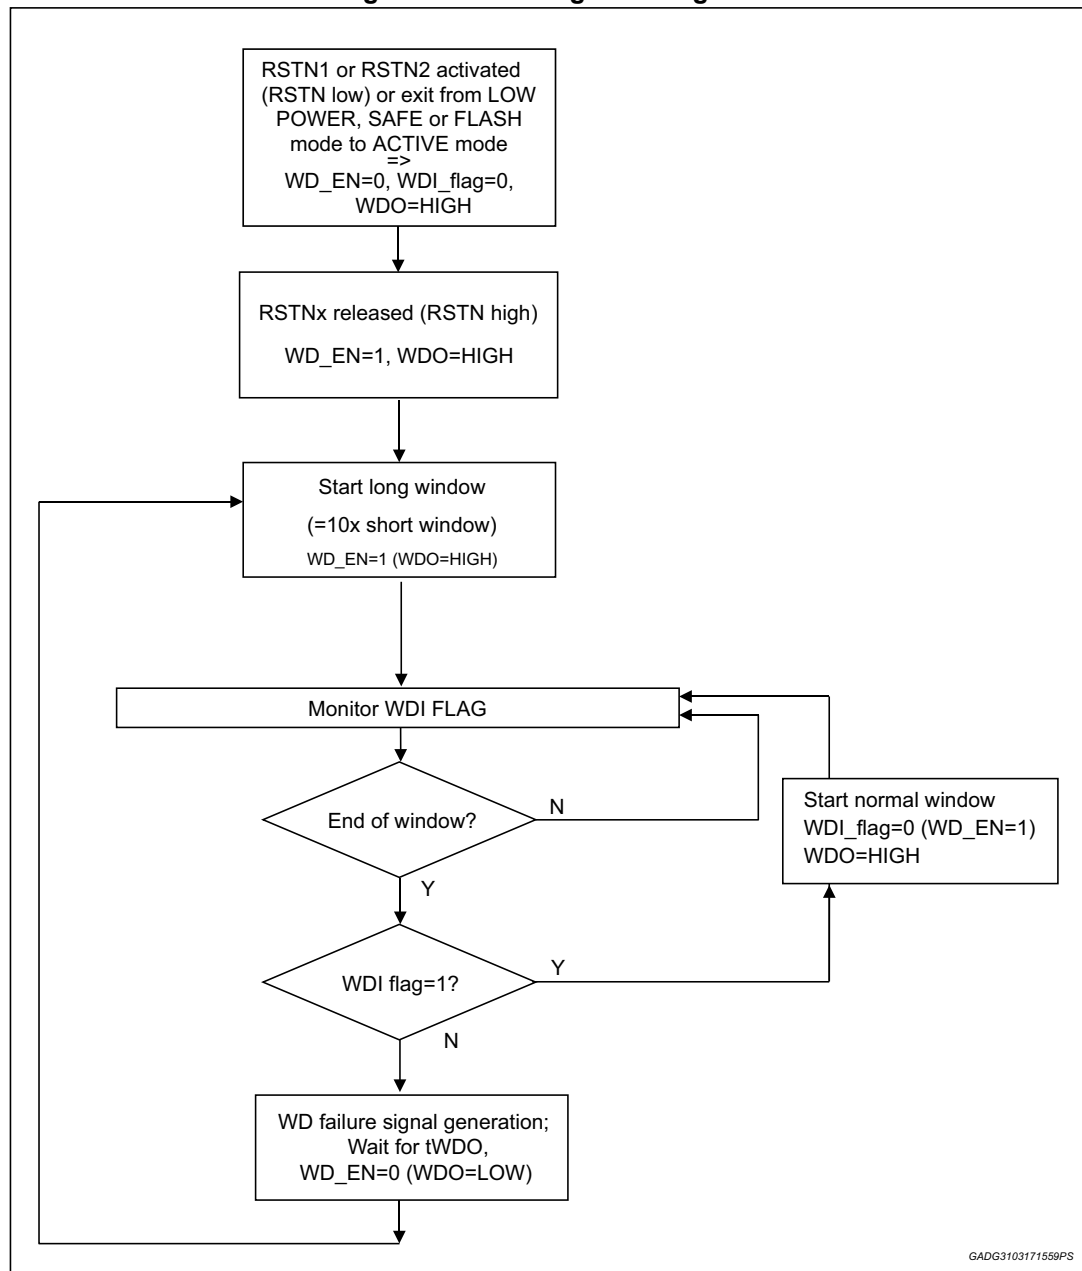 RSTN1 or RSTN2 activated
(RSTN low) or exit from LOW
POWER, SAFE or FLASH
mode to ACTIVE mode
=>
WD_EN=0, WDI_flag=0,
WDO=HIGH
RSTNx released (RSTN high)
WD_EN=1, WDO=HIGH
Start long window
(=10x short window)
WD_EN=1 (WDO=HIGH)
Monitor WDI FLAG
End of window?
N
Y
Start normal window
WDI_flag=0 (WD_EN=1)
WDO=HIGH
WDI flag=1?
Y
N
WD failure signal generation;
Wait for tWDO,
WD_EN=0 (WDO=LOW)
GADG3103171559PS